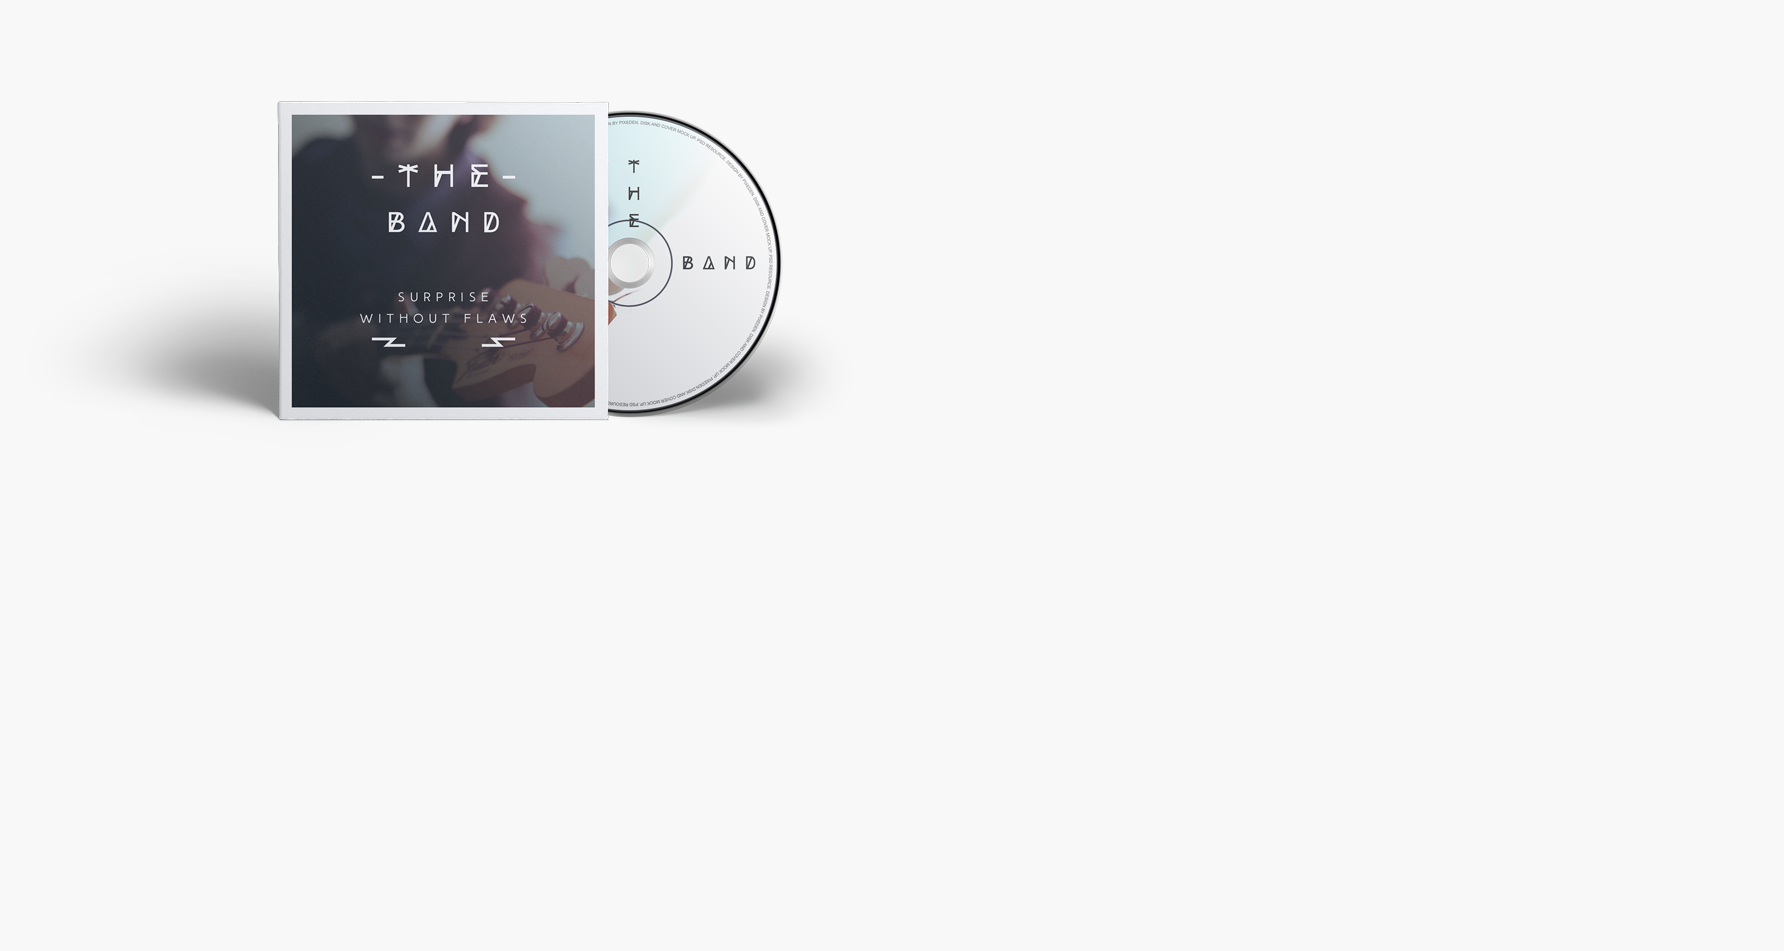 -THE-
BAND
SURPRISE
WITHOUT FLAWS
THE
BAND
BY PIXEDEN. DISK AND COVER MOCK UP. PSD RESOURCE. DESIGN BY PIXEDEN. DISK AND COVER MOCK UP. PSD RESOURCE. DESIGN BY PIXEDEN. DISK AND COVER MOCK UP. PIXEDEN.DISK AND COVER MOCK UP. PSD